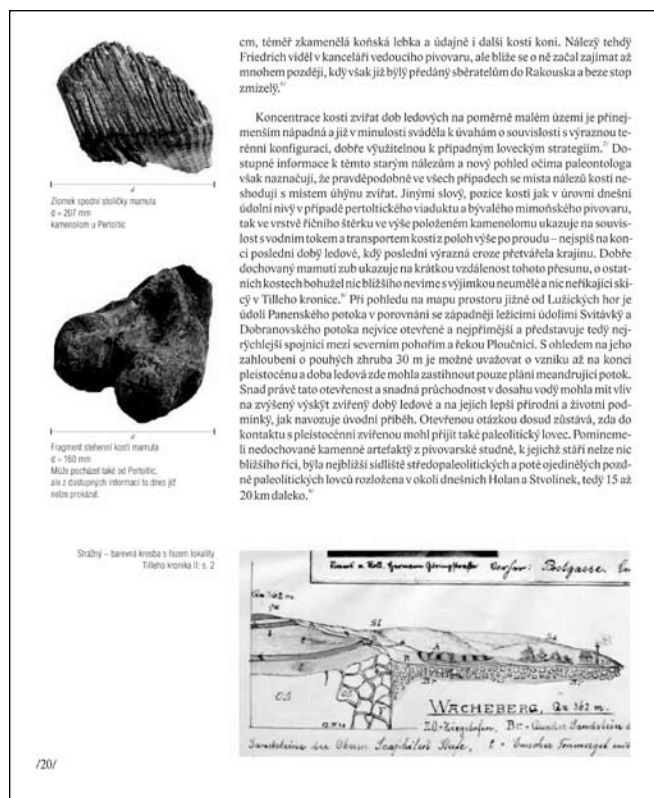 cm, téměř zkamenělá koňská lebka a údajně i další kosti koní. Nálezy tehdy
Friedrich viděl v kanceláři vedoucího pivovaru, ale blíže se o ně začal zajímat až
mnohem později, kdy však již byly předány sběratelům do Rakouska a beze stop
zmizely.
Koncentrace kostí zvířat dob ledových na poměrně malém území je přinej-
menším nápadná a již v minulosti sváděla k úvahám o souvislosti s výraznou te-
rénní konfigurací, dobře využitelnou k případným loveckým strategiím. Do-
stupné informace k těmto starým nálezům a nový pohled očima paleontologa
však naznačují, že pravděpodobně ve všech případech se místa nálezů kostí ne-
shodují s místem úhynu zvířat. Jinými slovy, pozice kostí jak v úrovni dnešní
údolní nivy v případě pertoltického viaduktu a bývalého mimoňského pivovaru,
tak ve vrstvě říčního štěrku ve výše položeném kamenolomu ukazuje na souvis-
lost s vodním tokem a transportem kostí z poloh výše po proudu – nejspíš na kon-
ci poslední doby ledové, kdy poslední výrazná eroze přetvářela krajinu. Dobře
dochovaný mamutí zub ukazuje na krátkou vzdálenost tohoto přesunu, o ostat-
ních kostech bohužel nic bližšího nevíme s výjimkou neumělé a nic neříkající ski-
cy v Tilleho kronice. Při pohledu na mapu prostoru jižně od Lužických hor je
údolí Panenského potoka v porovnání se západněji ležícími údolími Svitávky a
Dobranovského potoka nejvíce otevřené a nejpřímější a představuje tedy nej-
rychlejší spojnici mezi severním pohořím a řekou Ploučnicí. S ohledem na jeho
zahloubení o pouhých zhruba 30 m je možné uvažovat o vzniku až na konci
pleistocénu a doba ledová zde mohla zastihnout pouze plání meandrující potok.
Snad právě tato otevřenost a snadná průchodnost v dosahu vody mohla mít vliv
na zvýšený výskyt zvířeny doby ledové a na jejich lepší přírodní a životní pod-
mínky, jak navozuje úvodní příběh. Otevřenou otázkou dosud zůstává, zda do
kontaktu s pleistocénní zvířenou mohl přijít také paleolitický lovec. Pomineme-
li nedochované kamenné artefakty z pivovarské studně, k jejichž stáří nelze nic
bližšího říci, byla nejbližší sídliště středopaleolitických a poté ojedinělých pozd-
ně paleolitických lovců rozložena v okolí dnešních Holan a Stvolínek, tedy 15 až
20 km daleko.
Zlomek spodní stoličky mamuta
d = 207 mm
kamenolom u Pertoltic
Fragment stehenní kosti mamuta
d = 160 mm
Může pocházet také od Pertoltic,
ale z dostupných informací to dnes již
nelze prokázat.
Strážný – barevná kresba s řezem lokality
Tilleho kronika II: s. 2
WACHEBERG, Qu 362 m.
/20/